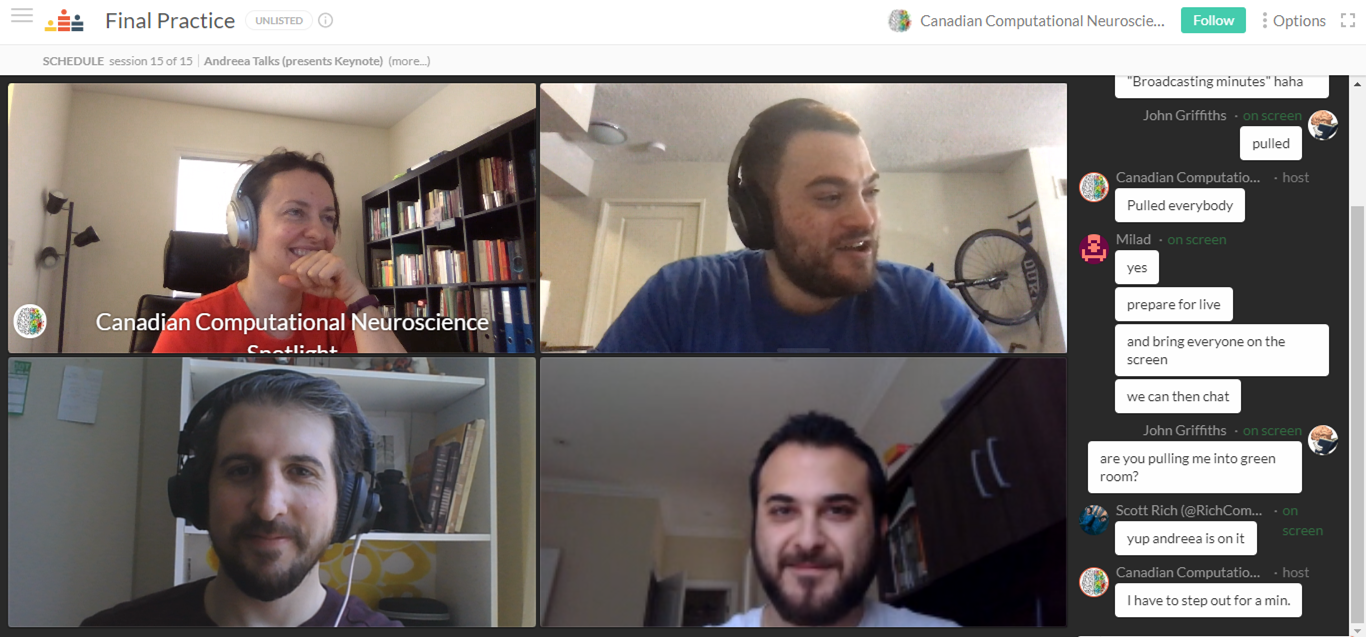 Final Practice
UNLISTED
Canadian Computational Neuroscie...
Follow
Options
SCHEDULE session 15 of 15 | Andreea Talks (presents Keynote) (more...)
Canadian Computational Neuroscience
Spotlight
"Broadcasting minutes" haha
John Griffiths · on screen
pulled
Canadian Computatio... · host
Pulled everybody
Milad · on screen
yes
prepare for live
and bring everyone on the
screen
we can then chat
John Griffiths · on screen
are you pulling me into green
room?
Scott Rich (@RichCom... · on
screen
yup andreea is on it
Canadian Computatio... · host
I have to step out for a min.